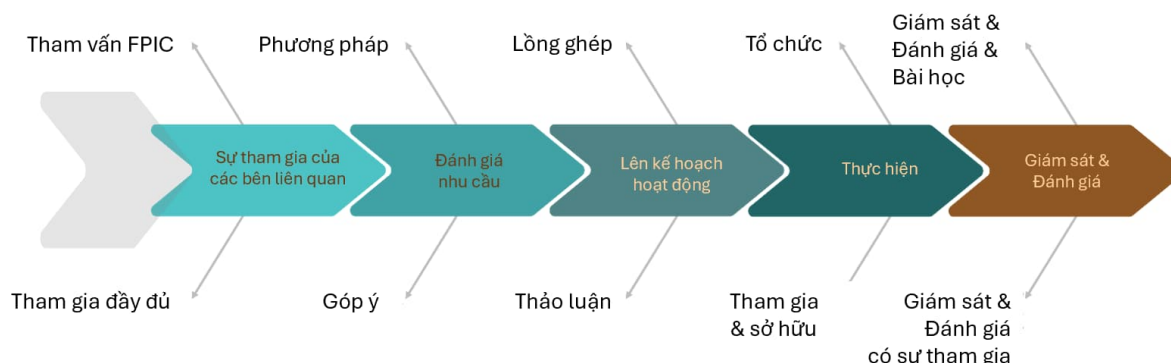 Tham vấn FPIC
Phương pháp
Lồng ghép
Tổ chức
Giám sát &
Đánh giá &
Bài học
Sự tham gia của
các bên liên quan
Đánh giá
nhu cầu
Lên kế hoạch
hoạt động
Thực hiện
Giám sát &
Đánh giá
Tham gia đầy đủ
Góp ý
Thảo luận
Tham gia
& sở hữu
Giám sát &
Đánh giá
có sự tham gia